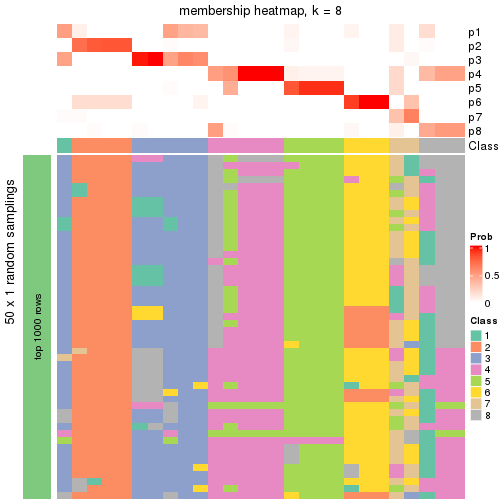 membership heatmap, k = 8
p1
p2
p3
p4
p5
p6
p7
p8
Class
50 x 1 random samplings
top 1000 rows
Prob
1
0.5
0
Class
1
2
3
4
5
6
7
8